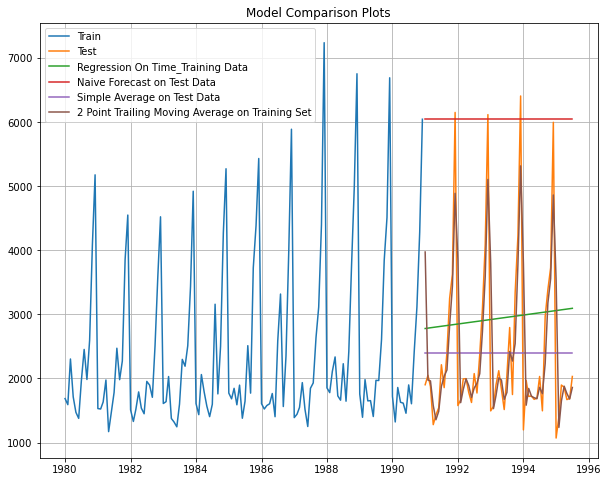 Model Comparison Plots
Train
Test
Regression On Time_Training Data
Naive Forecast on Test Data
Simple Average on Test Data
2 Point Trailing Moving Average on Training Set
7000
6000
5000
4000
3000
2000
1000
1980 1982 1984 1986 1988 1990 1992 1994 1996